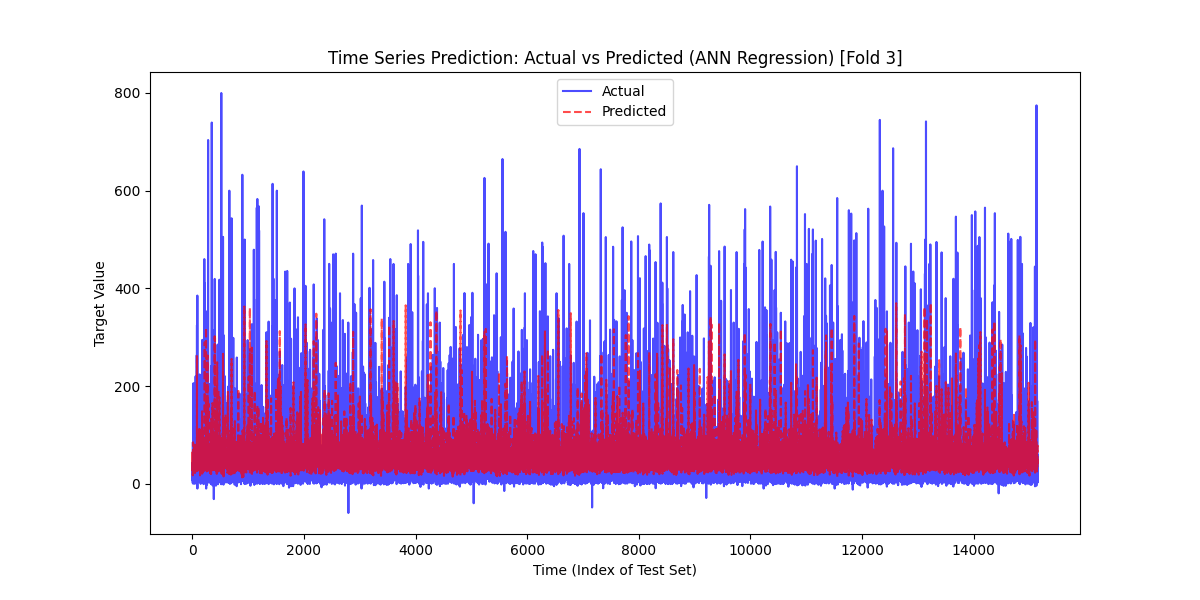 Time Series Prediction: Actual vs Predicted (ANN Regression) [Fold 3]
Actual
Predicted
Target Value
800
600
400
200
0
0 2000 4000 6000 8000 10000 12000 14000
Time (Index of Test Set)